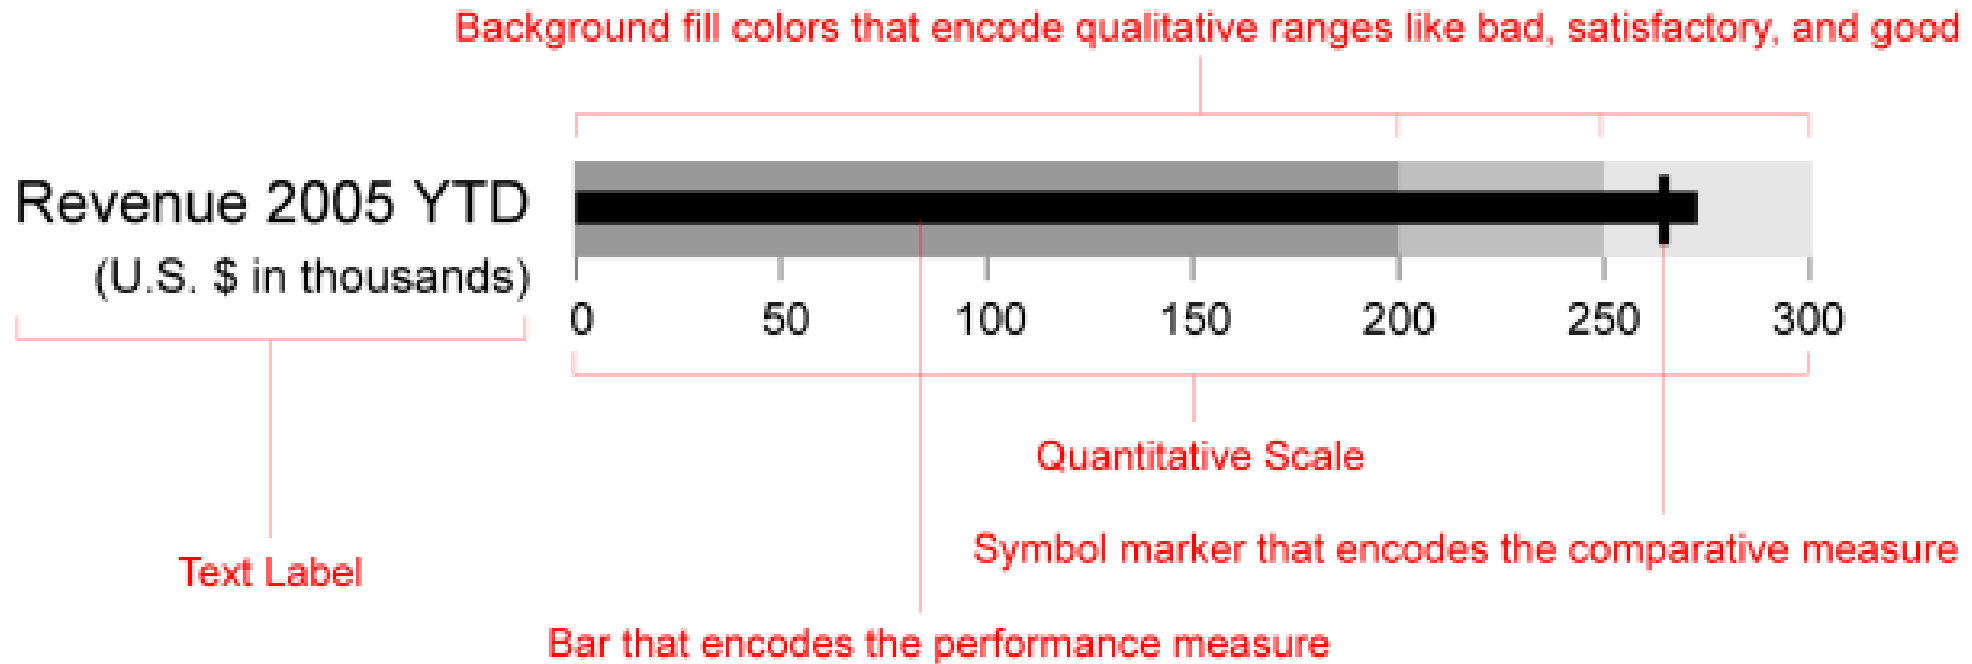 Background fill colors that encode qualitative ranges like bad, satisfactory, and good
Revenue 2005 YTD
(U.S. $ in thousands)
0 50 100 150 200 250 300
Quantitative Scale
Symbol marker that encodes the comparative measure
Text Label
Bar that encodes the performance measure